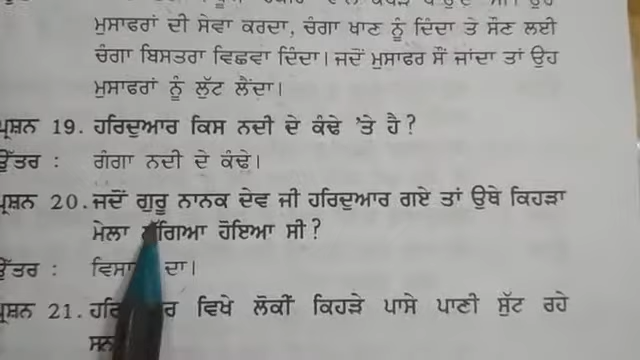 ਮੁਸਾਫਰਾਂ ਦੀ ਸੇਵਾ ਕਰਦਾ, ਚੰਗਾ ਖਾਣ ਨੂੰ ਦਿੰਦਾ ਤੇ ਸੌਣ ਲਈ
ਚੰਗਾ ਬਿਸਤਰਾ ਵਿਛਵਾ ਦਿੰਦਾ। ਜਦੋਂ ਮੁਸਾਫਰ ਸੌਂ ਜਾਂਦਾ ਤਾਂ ਉਹ
ਮੁਸਾਫਰਾਂ ਨੂੰ ਲੁੱਟ ਲੈਂਦਾ।
ਪ੍ਰਸ਼ਨ 19. ਹਰਿਦੁਆਰ ਕਿਸ ਨਦੀ ਦੇ ਕੰਢੇ 'ਤੇ ਹੈ?
ਉੱਤਰ : ਗੰਗਾ ਨਦੀ ਦੇ ਕੰਢੇ।
ਪ੍ਰਸ਼ਨ 20. ਜਦੋਂ ਗੁਰੂ ਨਾਨਕ ਦੇਵ ਜੀ ਹਰਿਦੁਆਰ ਗਏ ਤਾਂ ਉਥੇ ਕਿਹੜਾ
ਮੇਲਾ ਲੱਗਿਆ ਹੋਇਆ ਸੀ?
ਉੱਤਰ : ਦਾ।
ਪ੍ਰਸ਼ਨ 21. ਵਿਖੇ ਲੋਕੀਂ ਕਿਹੜੇ ਪਾਸੇ ਪਾਣੀ ਸੁੱਟ ਰਹੇ